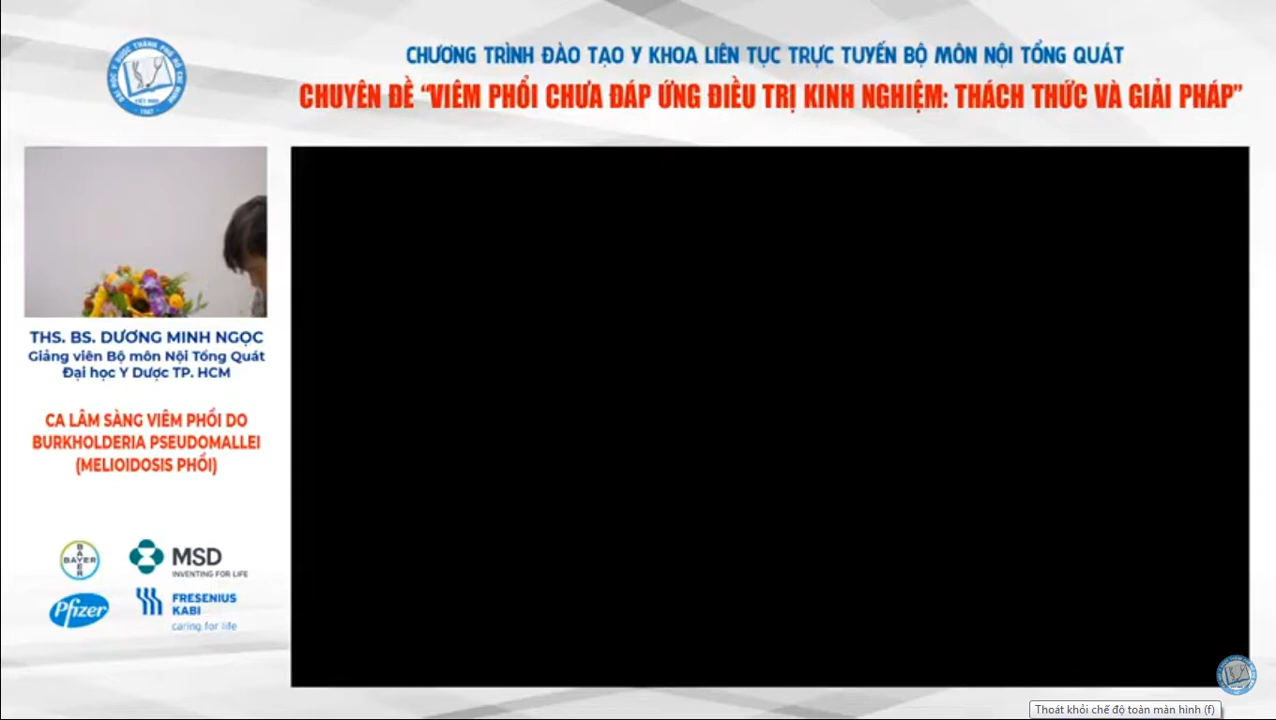 CHƯƠNG TRÌNH ĐÀO TẠO Y KHOA LIÊN TỤC TRỰC TUYẾN BỘ MÔN NỘI TỔNG QUÁT
CHUYÊN ĐỀ “VIÊM PHỔI CHƯA ĐÁP ỨNG ĐIỀU TRỊ KINH NGHIỆM: THÁCH THỨC VÀ GIẢI PHÁP”
THS. BS. DƯƠNG MINH NGỌC
Giảng viên Bộ môn Nội Tổng Quát
Đại học Y Dược TP. HCM
CA LÂM SÀNG VIÊM PHỔI DO
BURKHOLDERIA PSEUDOMALLEI
(MELIOIDOSIS PHỔI)
BAYER
MSD
INVENTING FOR LIFE
Pfizer
FRESENIUS
KABI
caring for life
Thoát khỏi chế độ toàn màn hình (f)